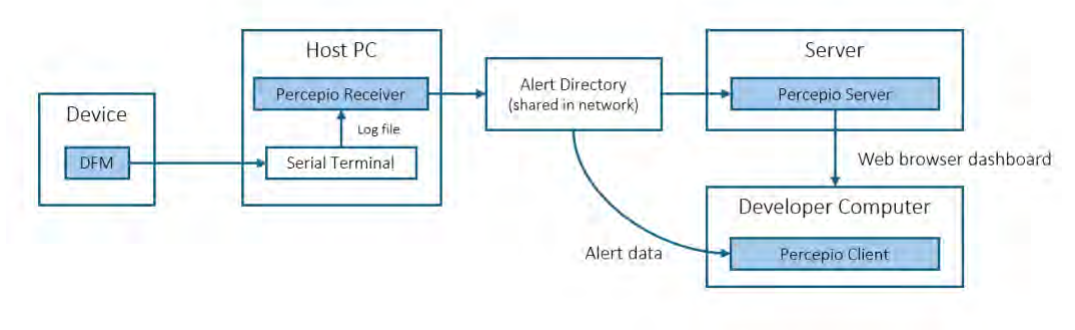 Device
DFM
Host PC
Percepio Receiver
Log file
Serial Terminal
Alert Directory
(shared in network)
Server
Percepio Server
Web browser dashboard
Developer Computer
Percepio Client
Alert data